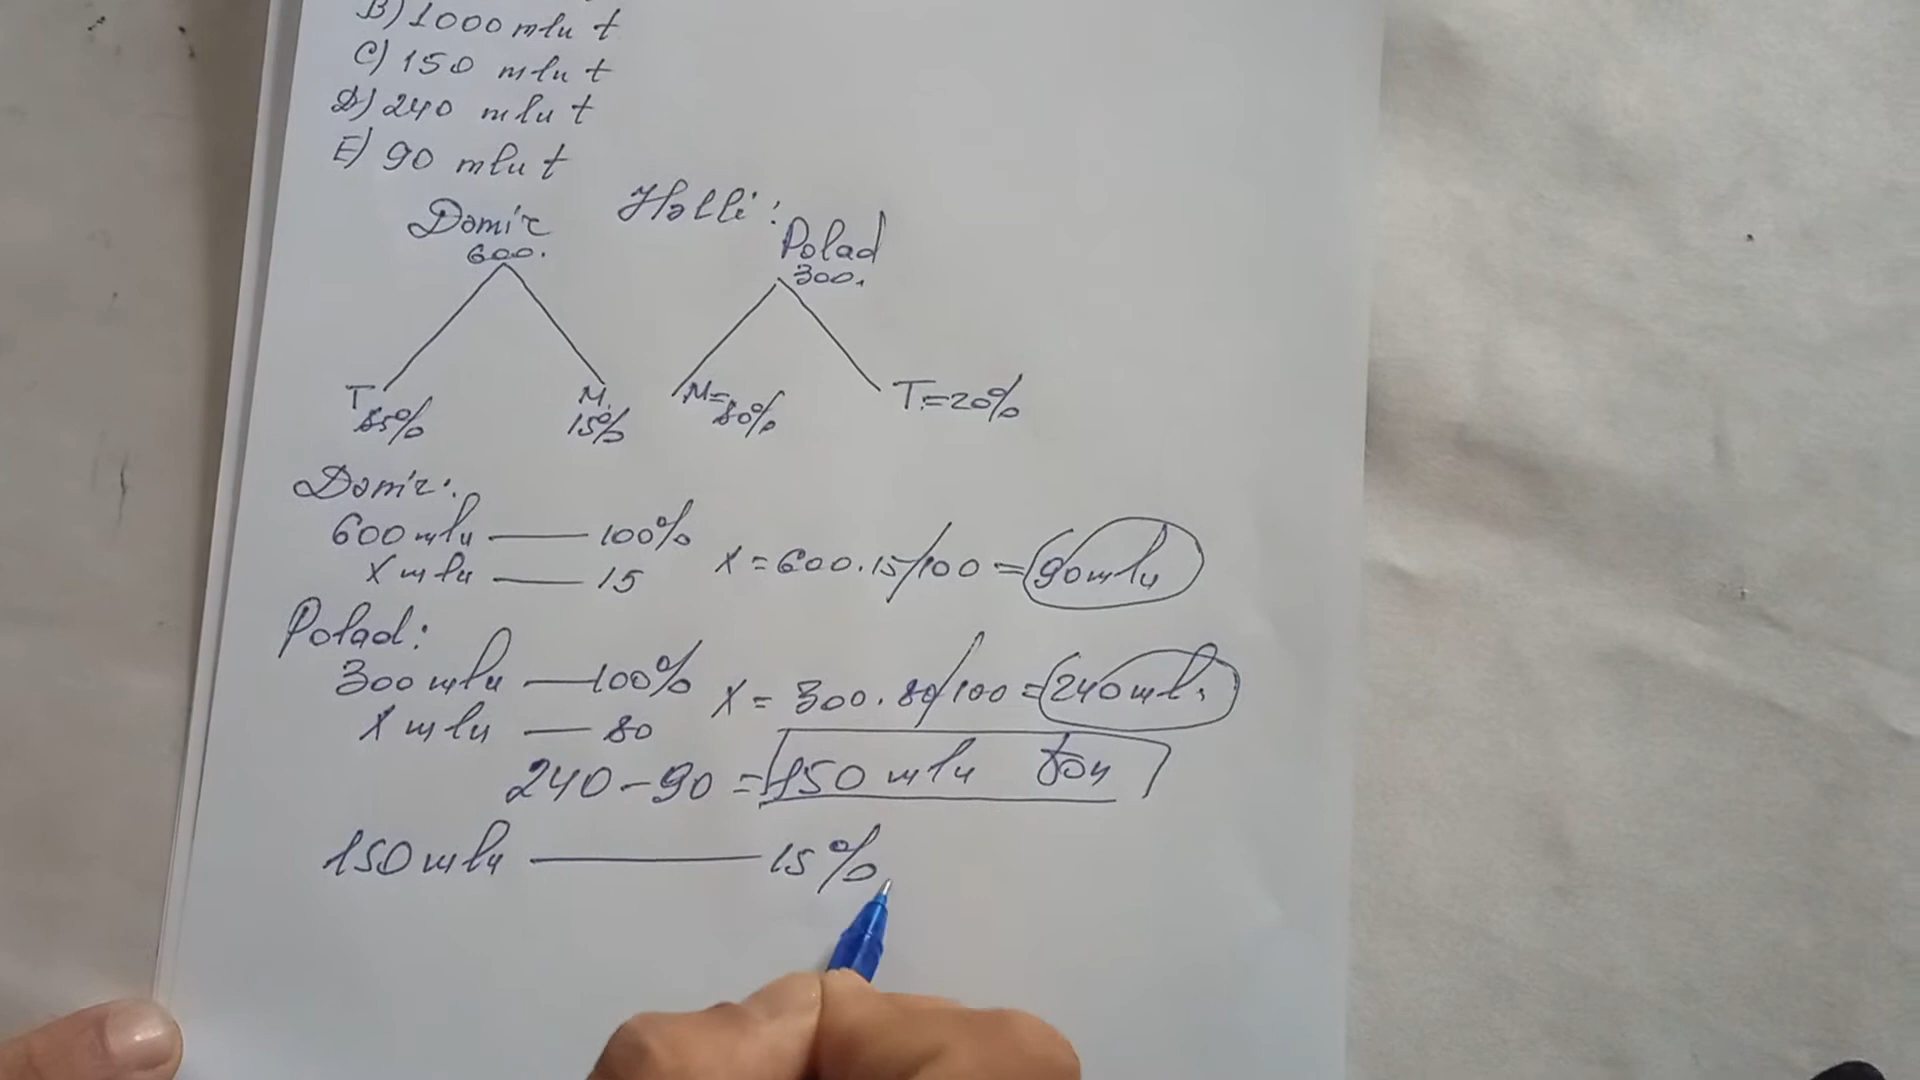 B) 1000 mln t
C) 150 mln t
D) 240 mln t
E) 90 mln t
Həlli:
Dəmir
600.
T
85%
M.
15%
Polad
300.
M=
80%
T.=20%
Dəmir:
600 mln — 100%
X mln — 15
X = 600.15/100 = 90 mln
Polad:
300 mln — 100%
X mln — 80
X = 300.80/100 = 240 mln
240-90 = 150 mln ton
150 mln — 15%